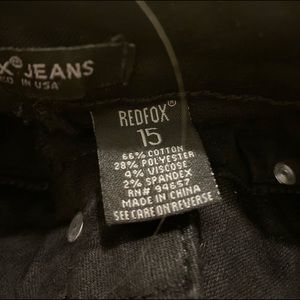 X® JEANS
IN USA
REDFOX®
15
66% COTTON
28% POLYESTER
4% VISCOSE
2% SPANDEX
RN# 94657
MADE IN CHINA
SEE CARE ON REVERSE